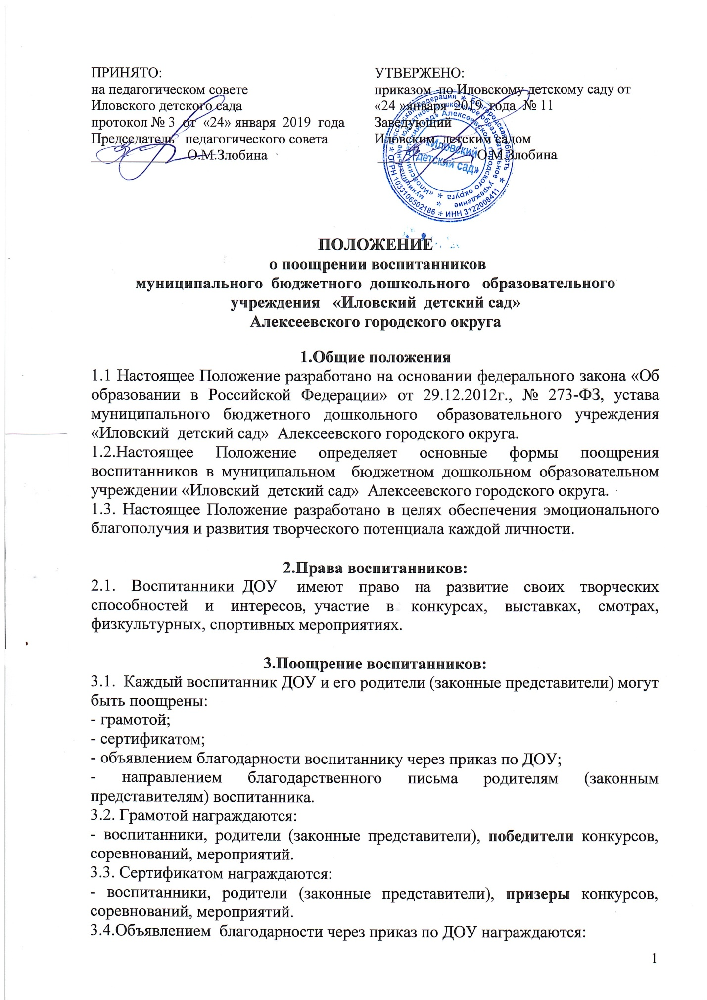 ПРИНЯТО:
на педагогическом совете
Иловского детского сада
протокол № 3 от «24» января 2019 года
Председатель педагогического совета
О.М.Злобина
УТВЕРЖЕНО:
приказом по Иловскому детскому саду от
«24 »января 2019 года № 11
Заведующий
Иловским детским садом
О.М.Злобина
Российская Федерация * Белгородская область * ИНН 3122008411 * ОГРН 1033106502186 *
муниципальное бюджетное дошкольное образовательное учреждение *
«Иловский детский сад» Алексеевского городского округа *
«Иловский
детский сад»
ПОЛОЖЕНИЕ
о поощрении воспитанников
муниципального бюджетного дошкольного образовательного
учреждения «Иловский детский сад»
Алексеевского городского округа
1.Общие положения
1.1 Настоящее Положение разработано на основании федерального закона «Об
образовании в Российской Федерации» от 29.12.2012г., № 273-ФЗ, устава
муниципального бюджетного дошкольного образовательного учреждения
«Иловский детский сад» Алексеевского городского округа.
1.2.Настоящее Положение определяет основные формы поощрения
воспитанников в муниципальном бюджетном дошкольном образовательном
учреждении «Иловский детский сад» Алексеевского городского округа.
1.3. Настоящее Положение разработано в целях обеспечения эмоционального
благополучия и развития творческого потенциала каждой личности.
2.Права воспитанников:
2.1. Воспитанники ДОУ имеют право на развитие своих творческих
способностей и интересов, участие в конкурсах, выставках, смотрах,
физкультурных, спортивных мероприятиях.
3.Поощрение воспитанников:
3.1. Каждый воспитанник ДОУ и его родители (законные представители) могут
быть поощрены:
- грамотой;
- сертификатом;
- объявлением благодарности воспитаннику через приказ по ДОУ;
- направлением благодарственного письма родителям (законным
представителям) воспитанника.
3.2. Грамотой награждаются:
- воспитанники, родители (законные представители), победители конкурсов,
соревнований, мероприятий.
3.3. Сертификатом награждаются:
- воспитанники, родители (законные представители), призеры конкурсов,
соревнований, мероприятий.
3.4.Объявлением благодарности через приказ по ДОУ награждаются:
1